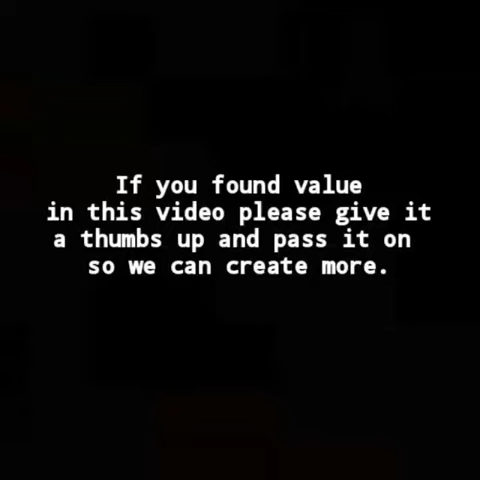 If you found value
in this video please give it
a thumbs up and pass it on
so we can create more.